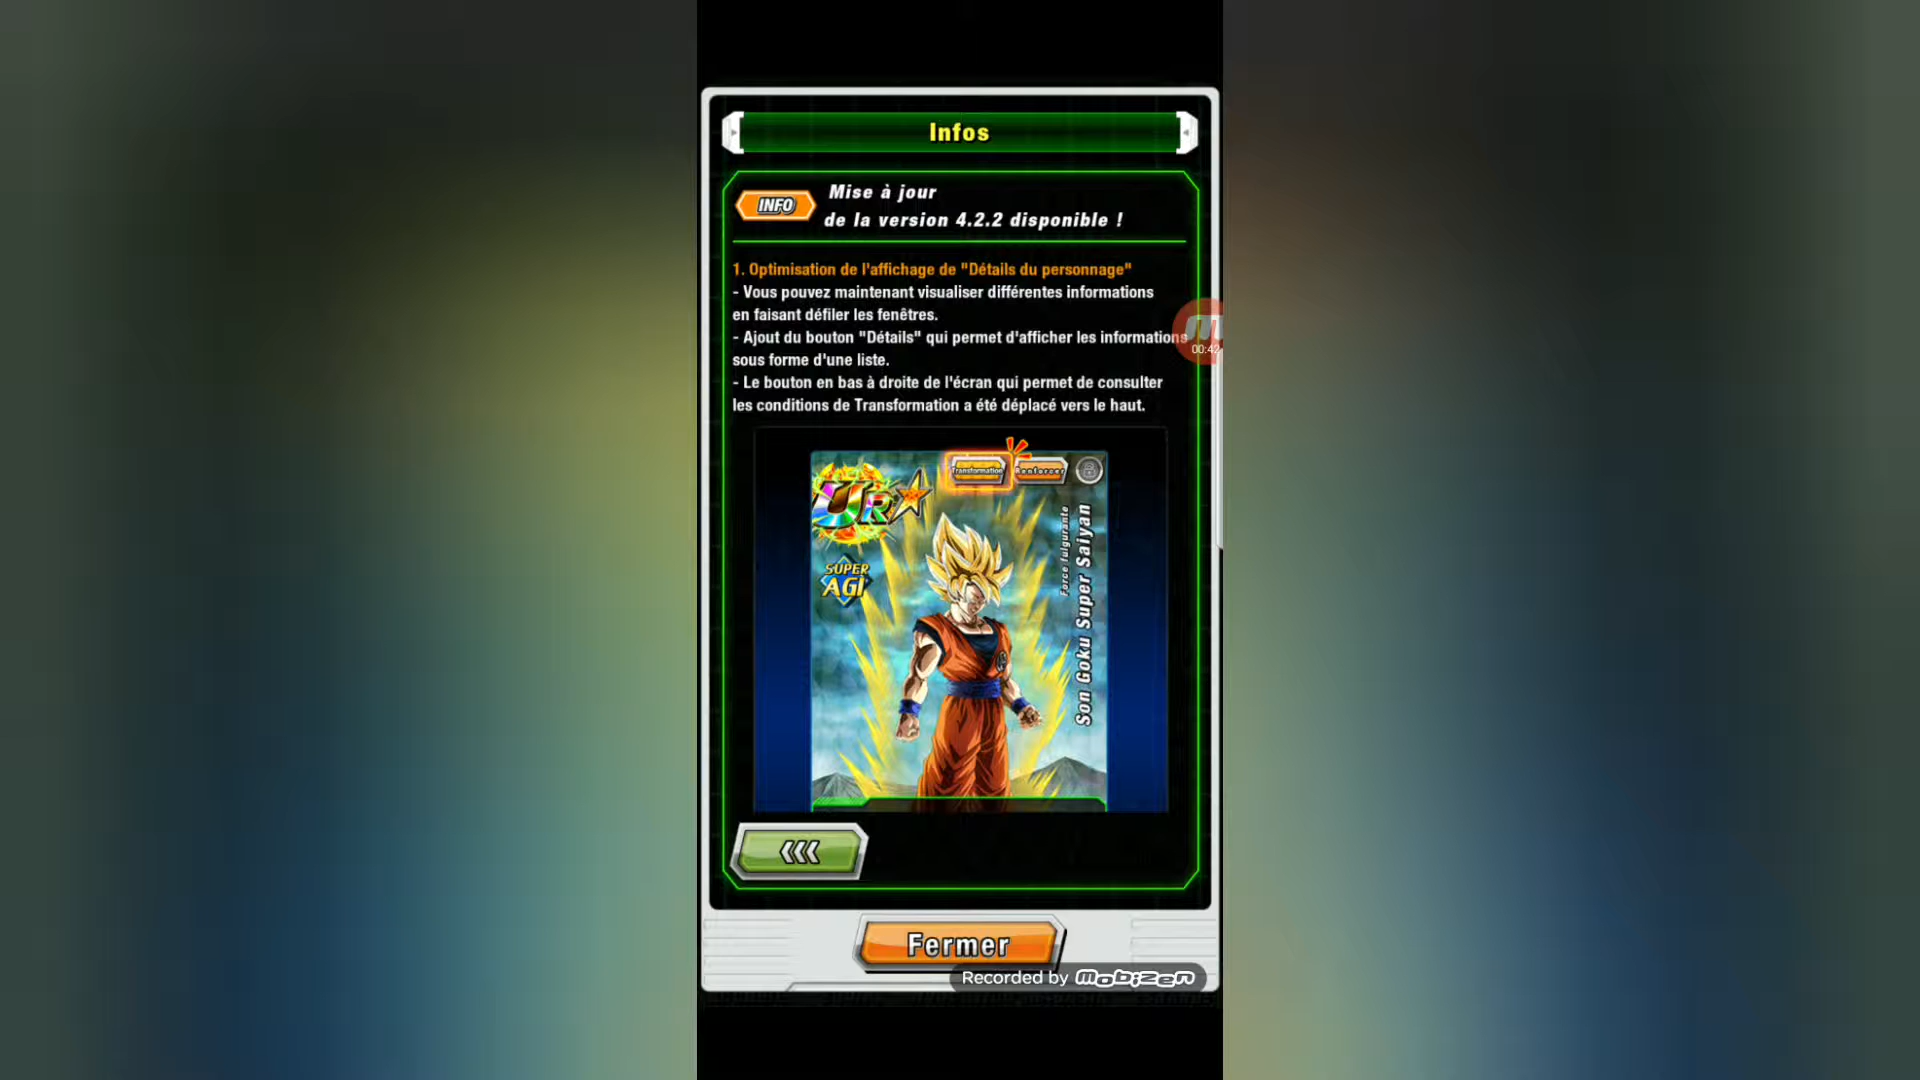 Infos
INFO
Mise à jour
de la version 4.2.2 disponible !
1. Optimisation de l'affichage de "Détails du personnage"
- Vous pouvez maintenant visualiser différentes informations
en faisant défiler les fenêtres.
- Ajout du bouton "Détails" qui permet d'afficher les informations
sous forme d'une liste.
- Le bouton en bas à droite de l'écran qui permet de consulter
les conditions de Transformation a été déplacé vers le haut.
00:42
Transformation
Renforcer
UR
SUPER
AGI
Force fulgurante
Son Goku Super Saiyan
Fermer
Recorded by mobizen